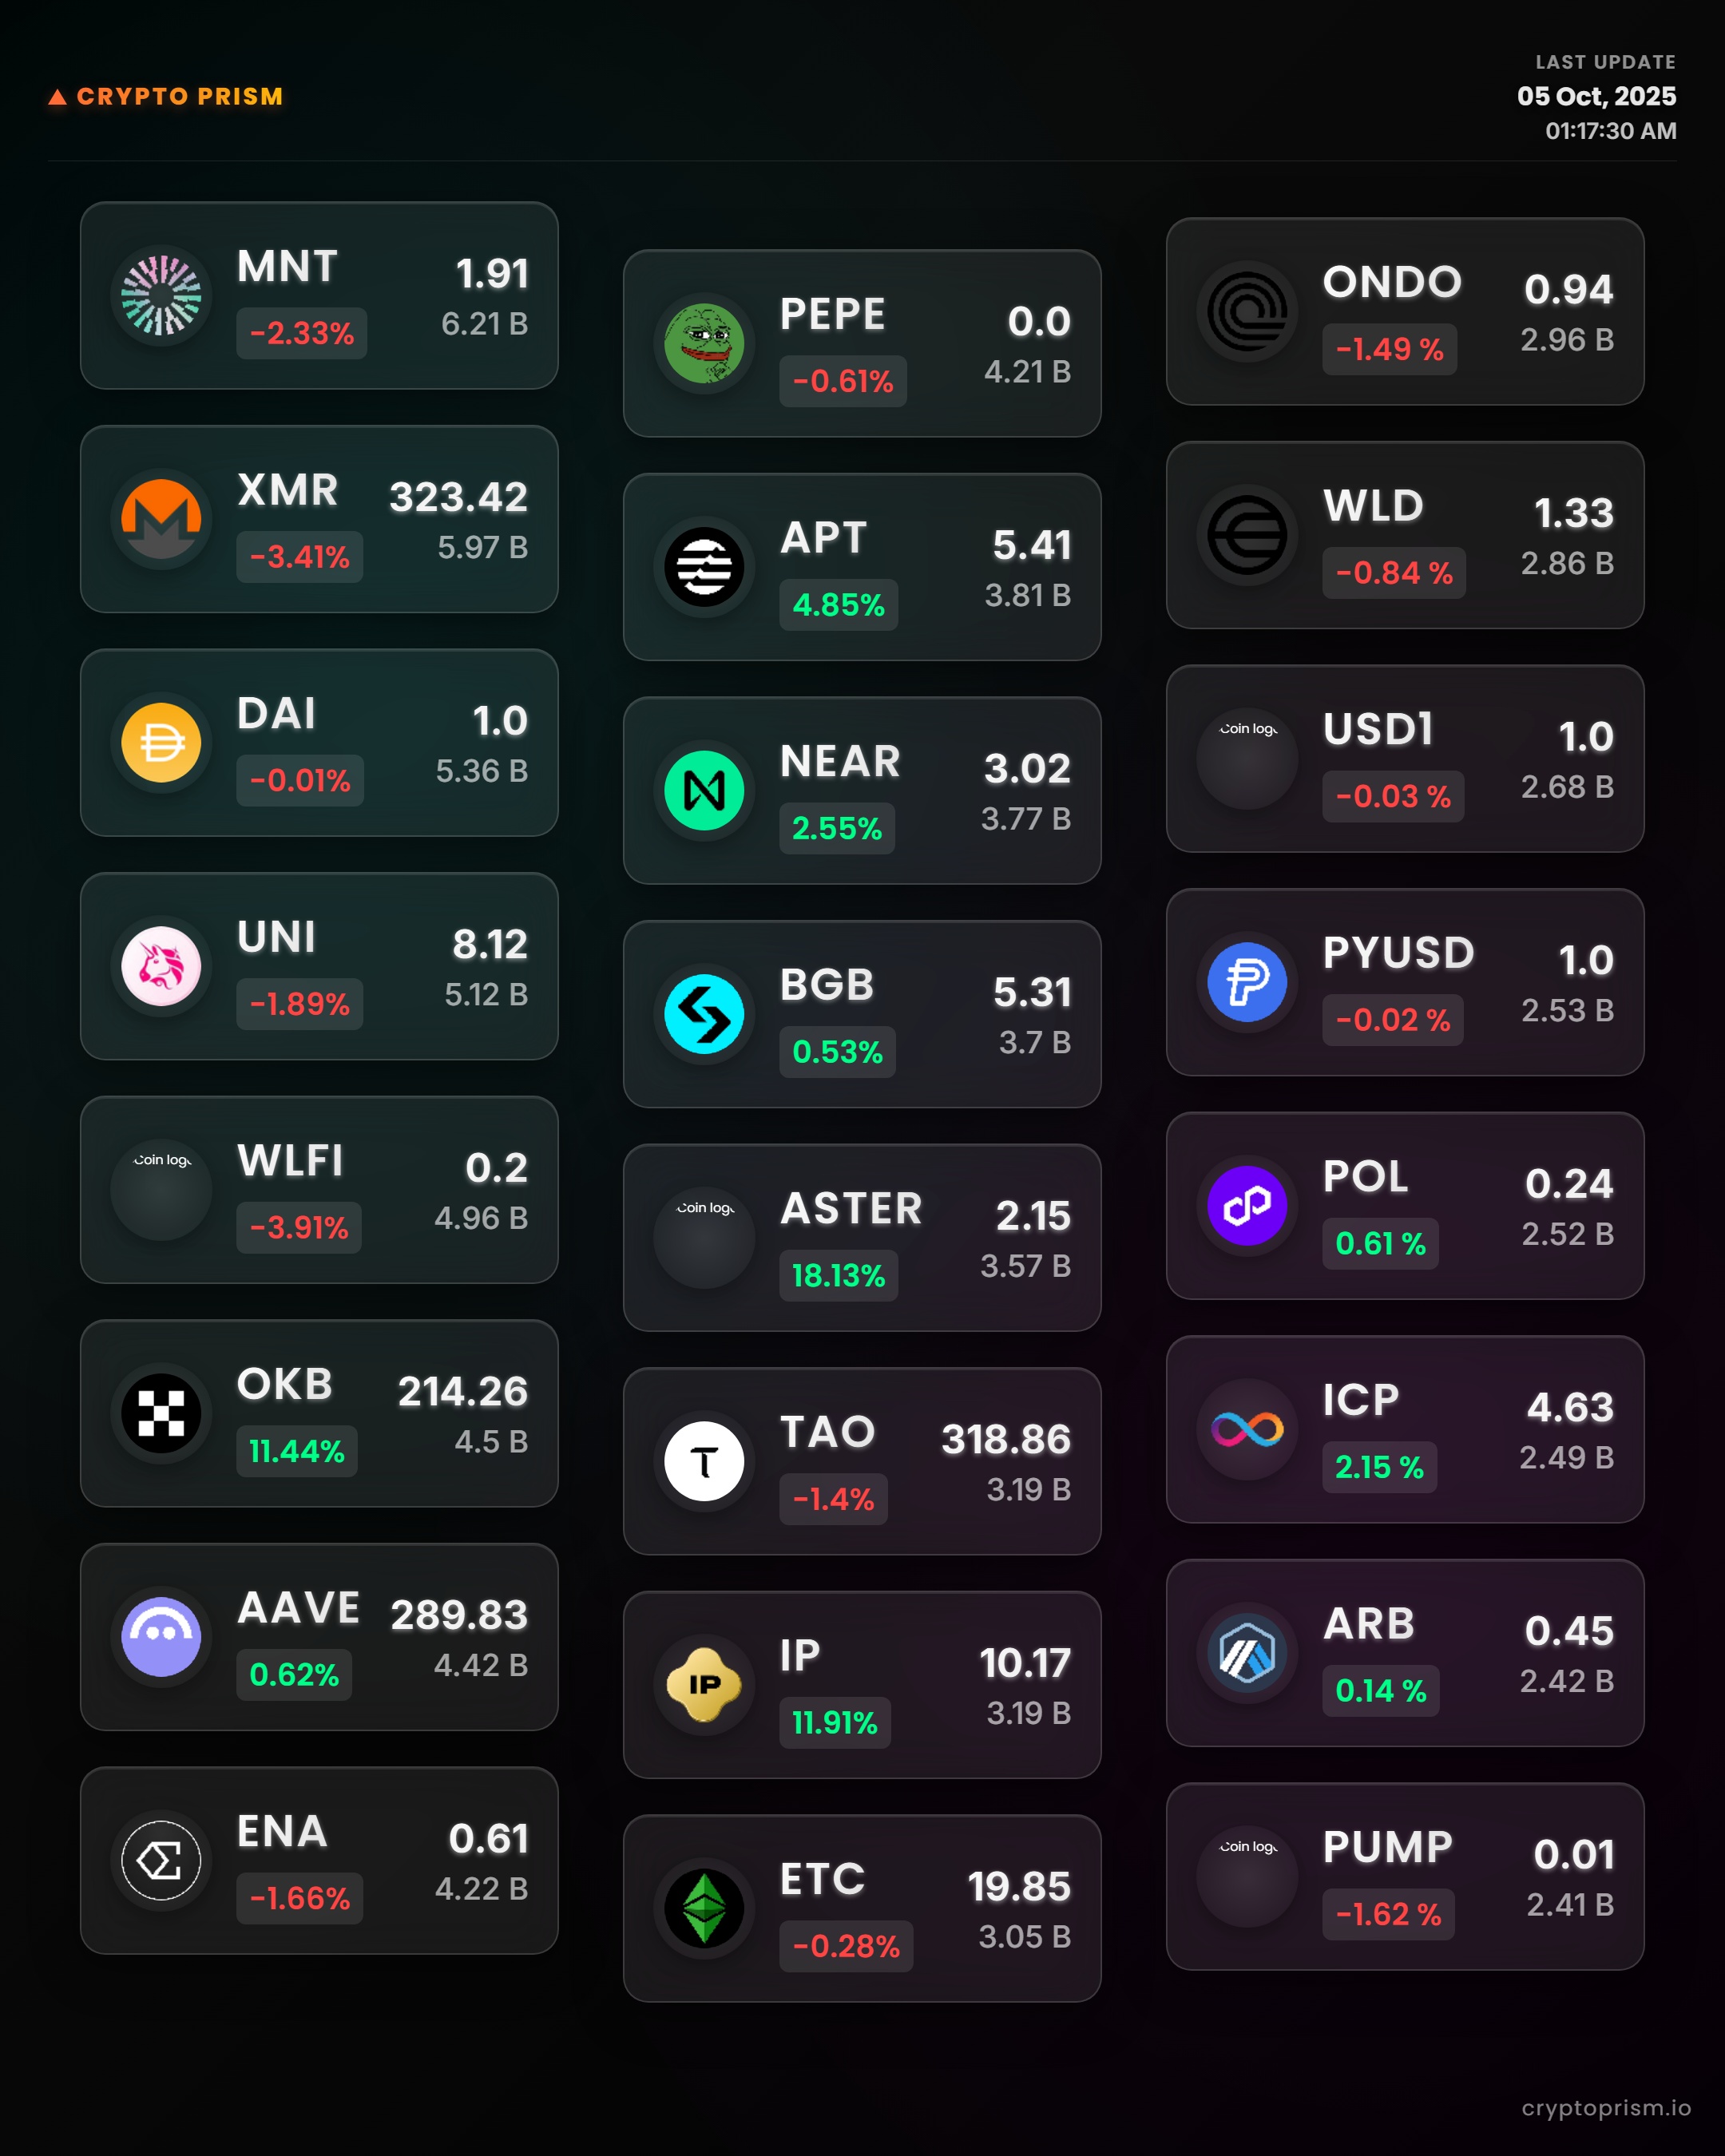 CRYPTO PRISM
LAST UPDATE
05 Oct, 2025
01:17:30 AM
MNT
1.91
-2.33%
6.21 B
XMR
323.42
-3.41%
5.97 B
DAI
1.0
-0.01%
5.36 B
UNI
8.12
-1.89%
5.12 B
Coin logo
WLFI
0.2
-3.91%
4.96 B
OKB
214.26
11.44%
4.5 B
AAVE
289.83
0.62%
4.42 B
ENA
0.61
-1.66%
4.22 B
PEPE
0.0
-0.61%
4.21 B
APT
5.41
4.85%
3.81 B
NEAR
3.02
2.55%
3.77 B
BGB
5.31
0.53%
3.7 B
Coin logo
ASTER
2.15
18.13%
3.57 B
TAO
318.86
-1.4%
3.19 B
IP
IP
10.17
11.91%
3.19 B
ETC
19.85
-0.28%
3.05 B
ONDO
0.94
-1.49 %
2.96 B
WLD
1.33
-0.84 %
2.86 B
Coin logo
USD1
1.0
-0.03 %
2.68 B
PYUSD
1.0
-0.02 %
2.53 B
POL
0.24
0.61 %
2.52 B
ICP
4.63
2.15 %
2.49 B
ARB
0.45
0.14 %
2.42 B
Coin logo
PUMP
0.01
-1.62 %
2.41 B
cryptoprism.io